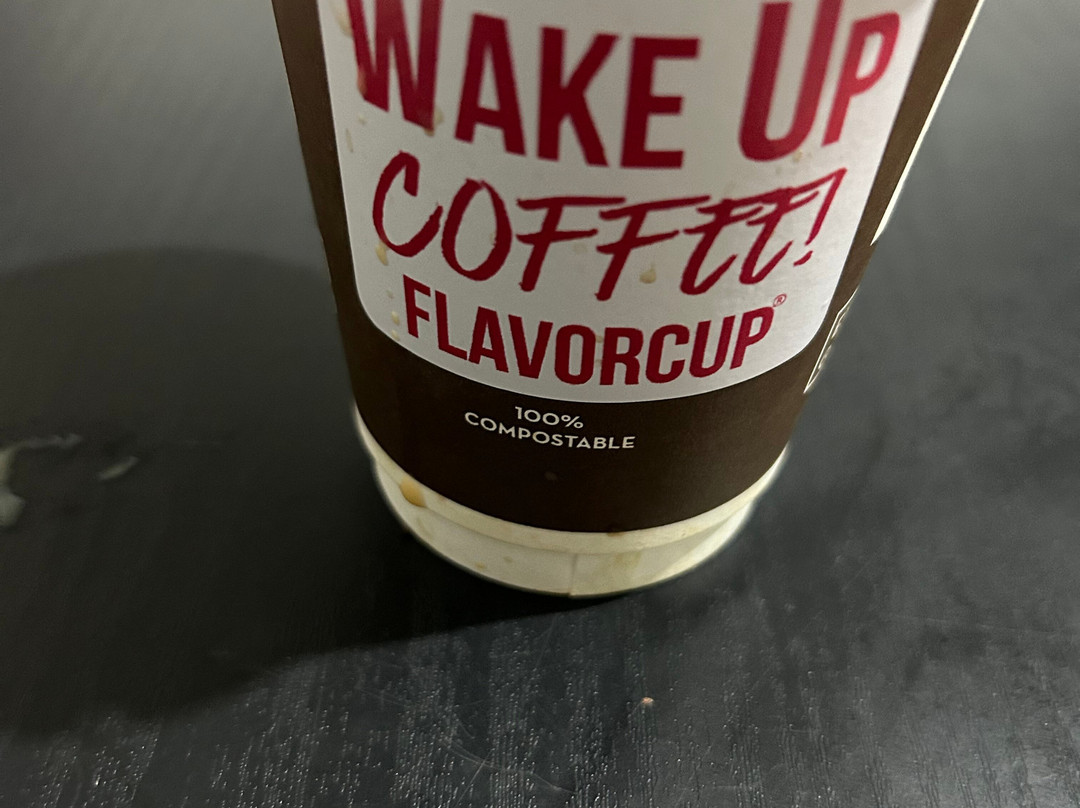 WAKE UP
COFFEE!
FLAVORCUP®
100%
COMPOSTABLE